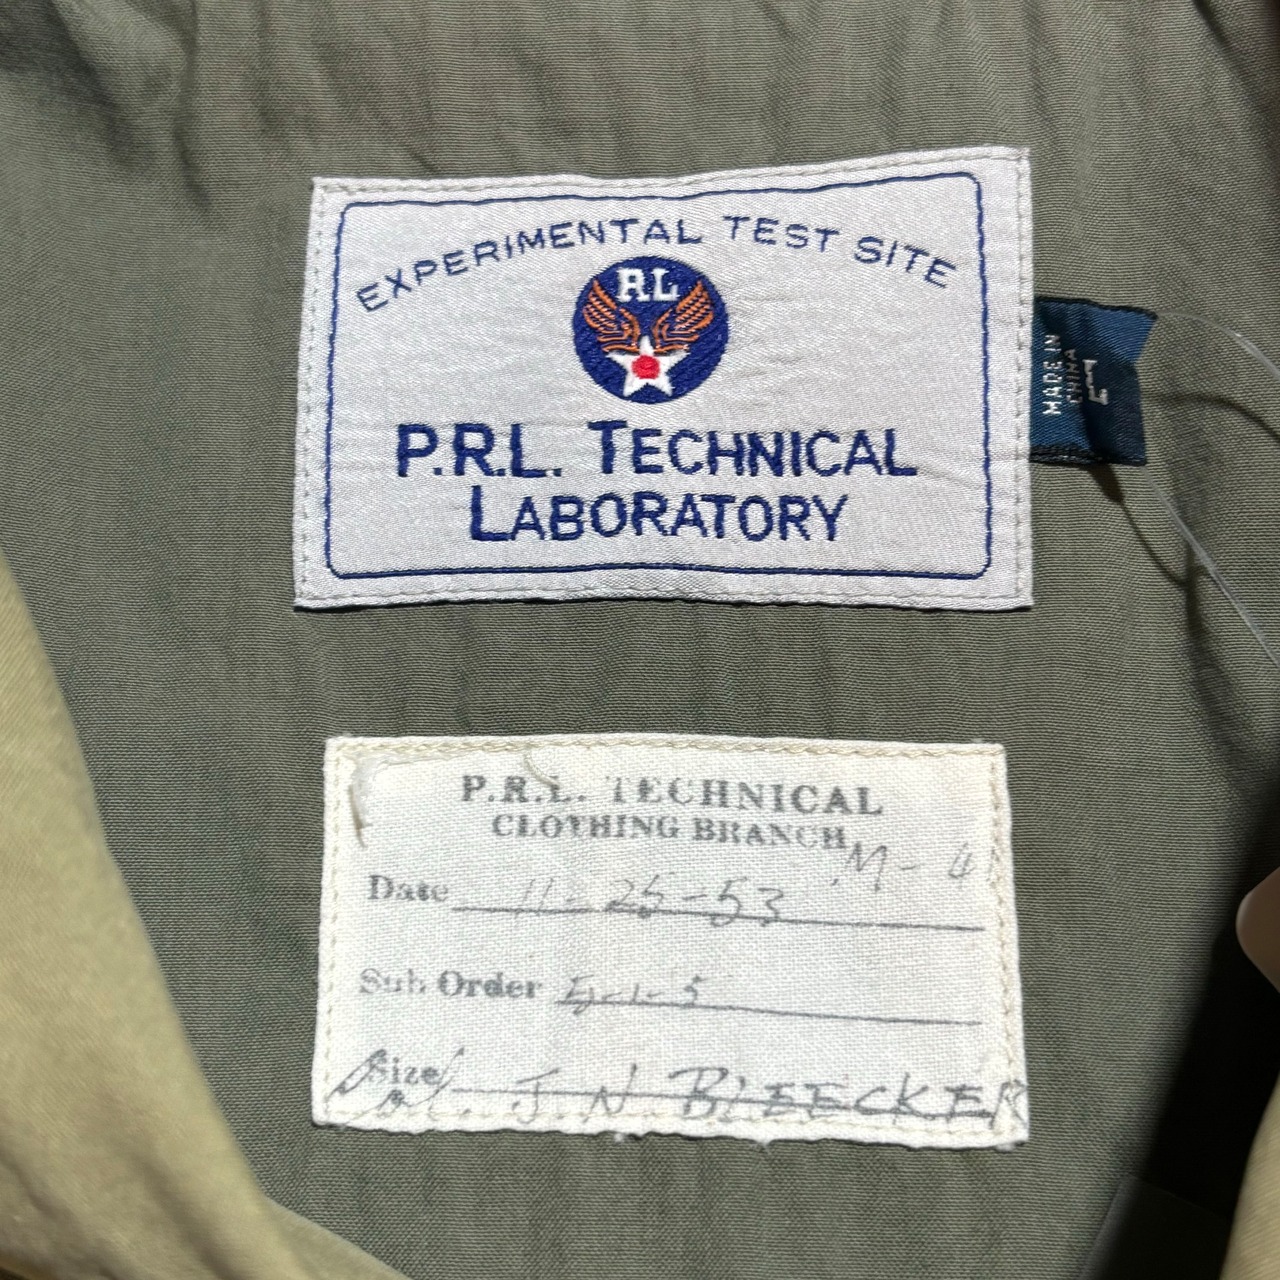 EXPERIMENTAL TEST SITE
RL
P.R.L. TECHNICAL
LABORATORY
MADE IN
CHINA
L
P.R.L. TECHNICAL
CLOTHING BRANCH
M-41
Date 11-25-53
Sub Order
Size J.N. BLEECKER